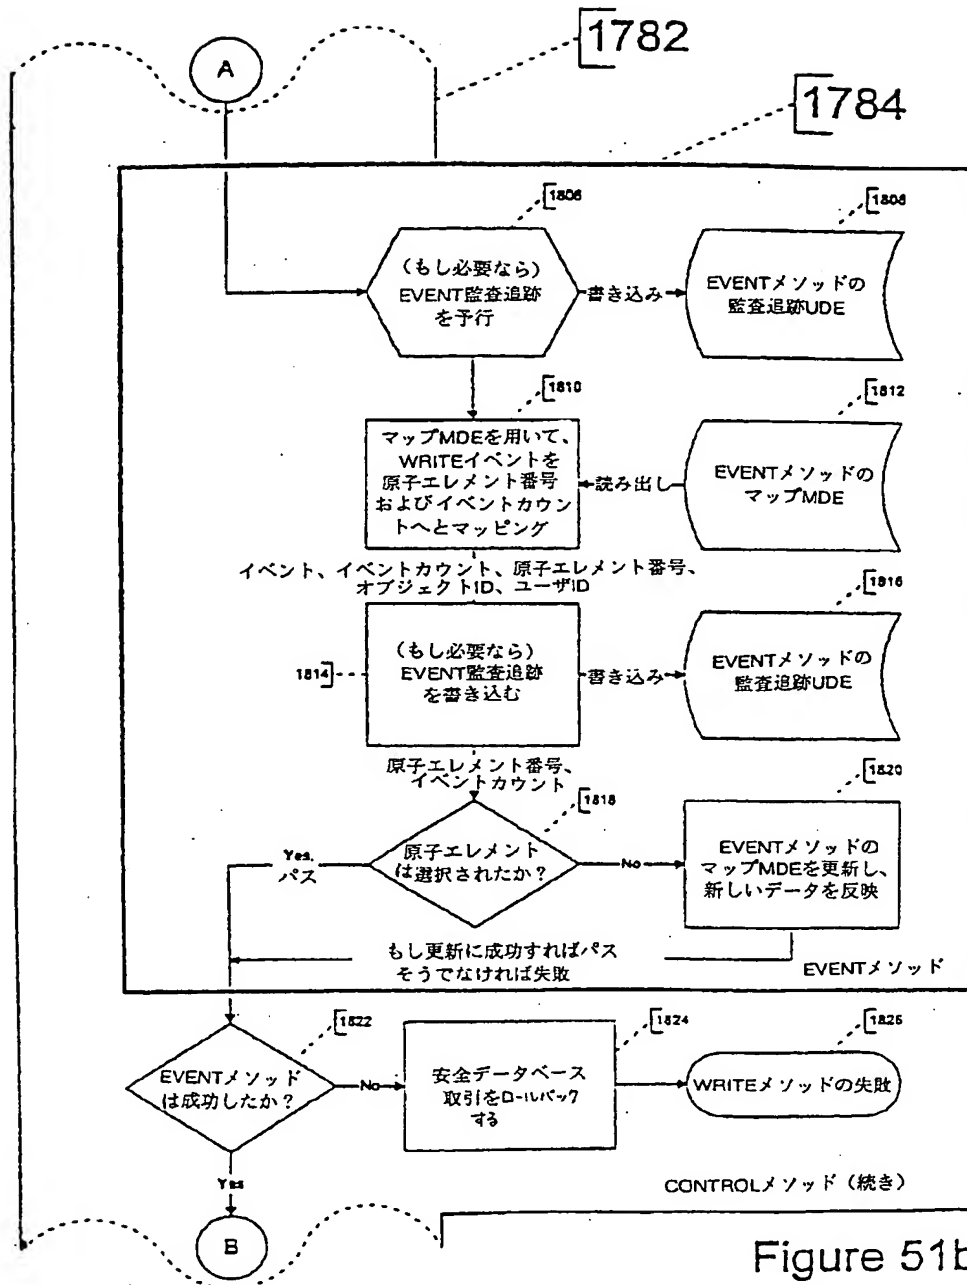 1782
A
1784
1806
1808
(もし必要なら)
EVENT監査追跡
を予行
書き込み
EVENTメソッドの
監査追跡UDE
1810
1812
マップMDEを用いて、
WRITEイベントを
原子エレメント番号
およびイベントカウン
トへとマッピング
読み出し
EVENTメソッドの
マップMDE
イベント、イベントカウント、原子エレメント番号、
オブジェクトID、ユーザID
1816
1814
(もし必要なら)
EVENT監査追跡
を書き込む
書き込み
EVENTメソッドの
監査追跡UDE
原子エレメント番号、
イベントカウント
1818
1820
Yes,
パス
原子エレメント
は選択されたか?
No
EVENTメソッドの
マップMDEを更新し、
新しいデータを反映
もし更新に成功すればパス
そうでなければ失敗
EVENTメソッド
1822
1824
1826
EVENTメソッド
は成功したか?
No
安全データベース
取引をロールバック
する
WRITEメソッドの失敗
Yes
CONTROLメソッド(続き)
B
Figure 51b